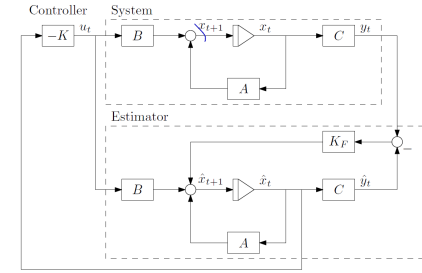 Controller System
−K u_t B x_{t+1} x_t C y_t
A
Estimator
K_F
−
B x̂_{t+1} x̂_t C ŷ_t
A